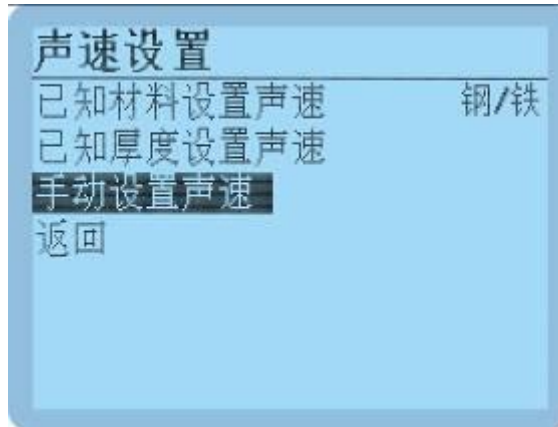 声速设置
已知材料设置声速 钢/铁
已知厚度设置声速
手动设置声速
返回